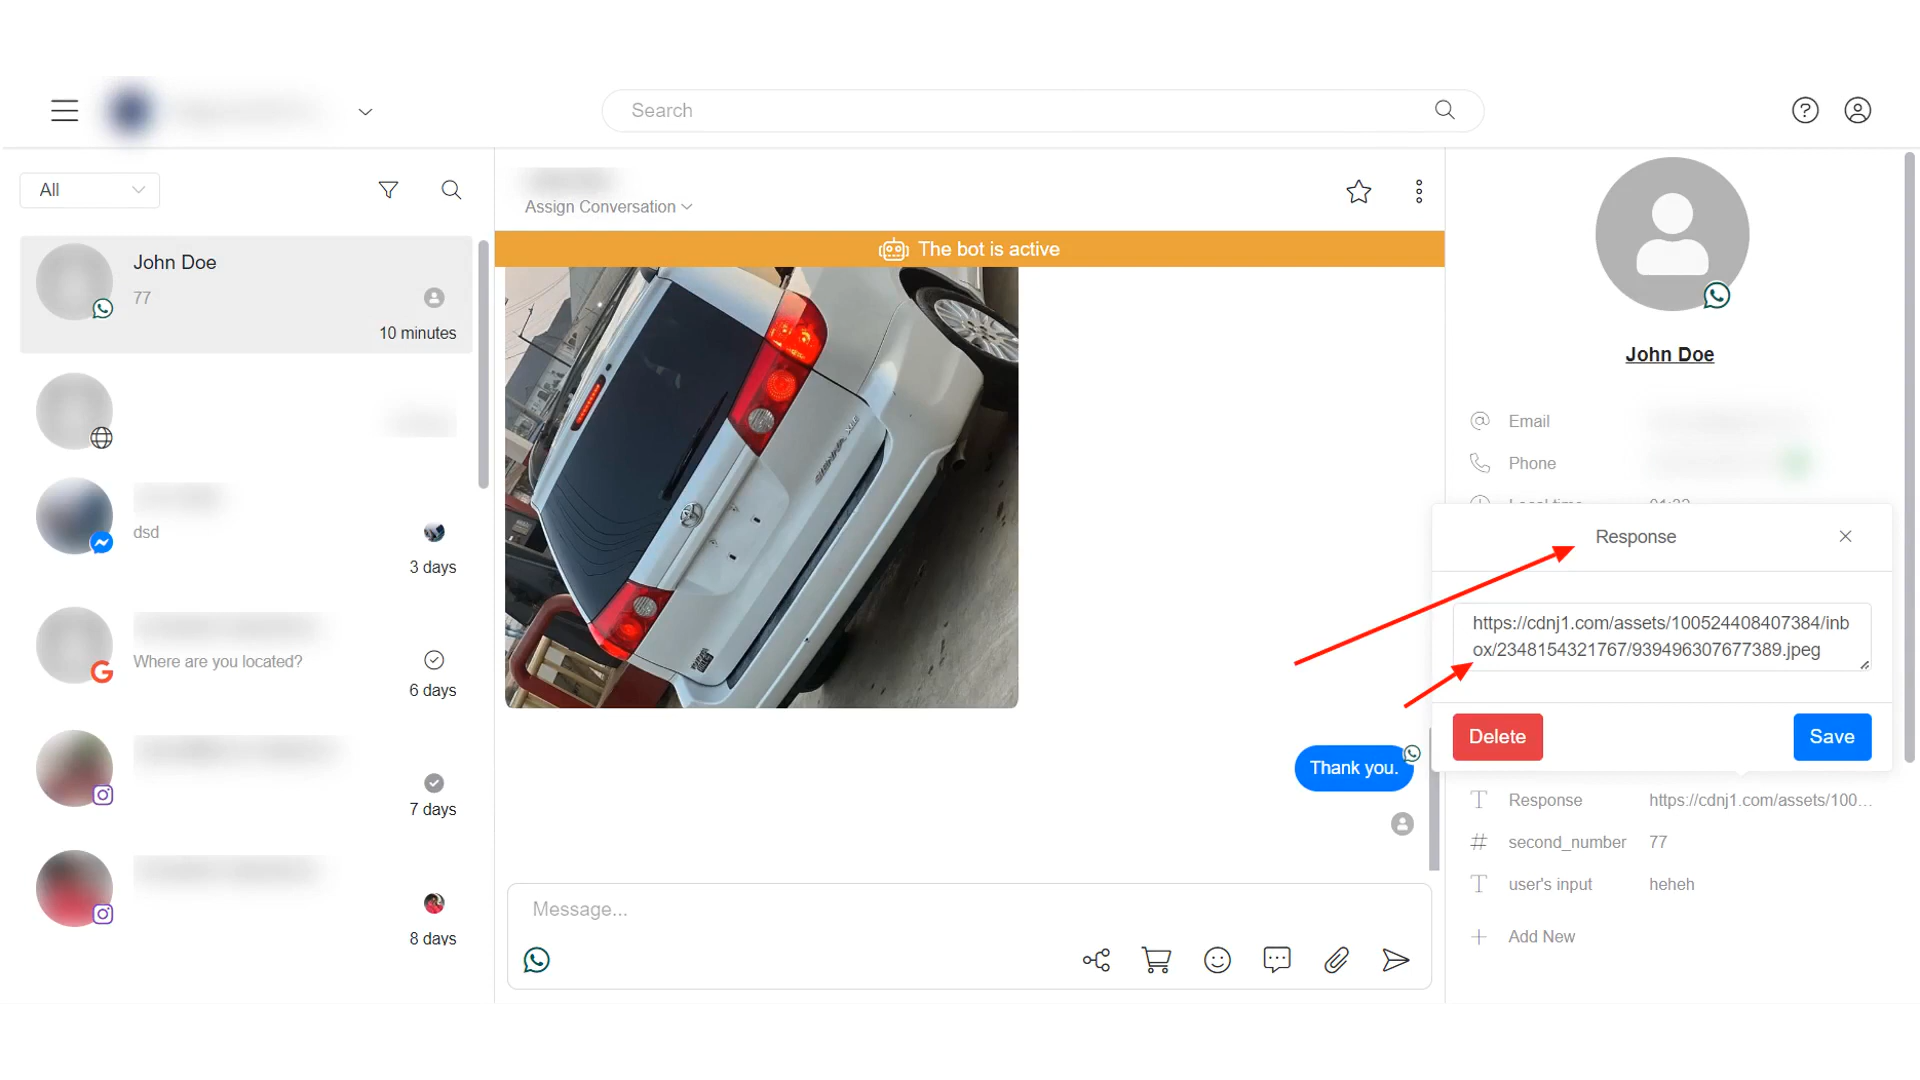 Search
All
John Doe
77
10 minutes
dsd
3 days
Where are you located?
6 days
7 days
8 days
Assign Conversation
The bot is active
Thank you.
Message...
John Doe
Email
Phone
Response
https://cdnj1.com/assets/100524408407384/inb
ox/2348154321767/939496307677389.jpeg
Delete
Save
Response https://cdnj1.com/assets/100...
second_number 77
user's input heheh
Add New